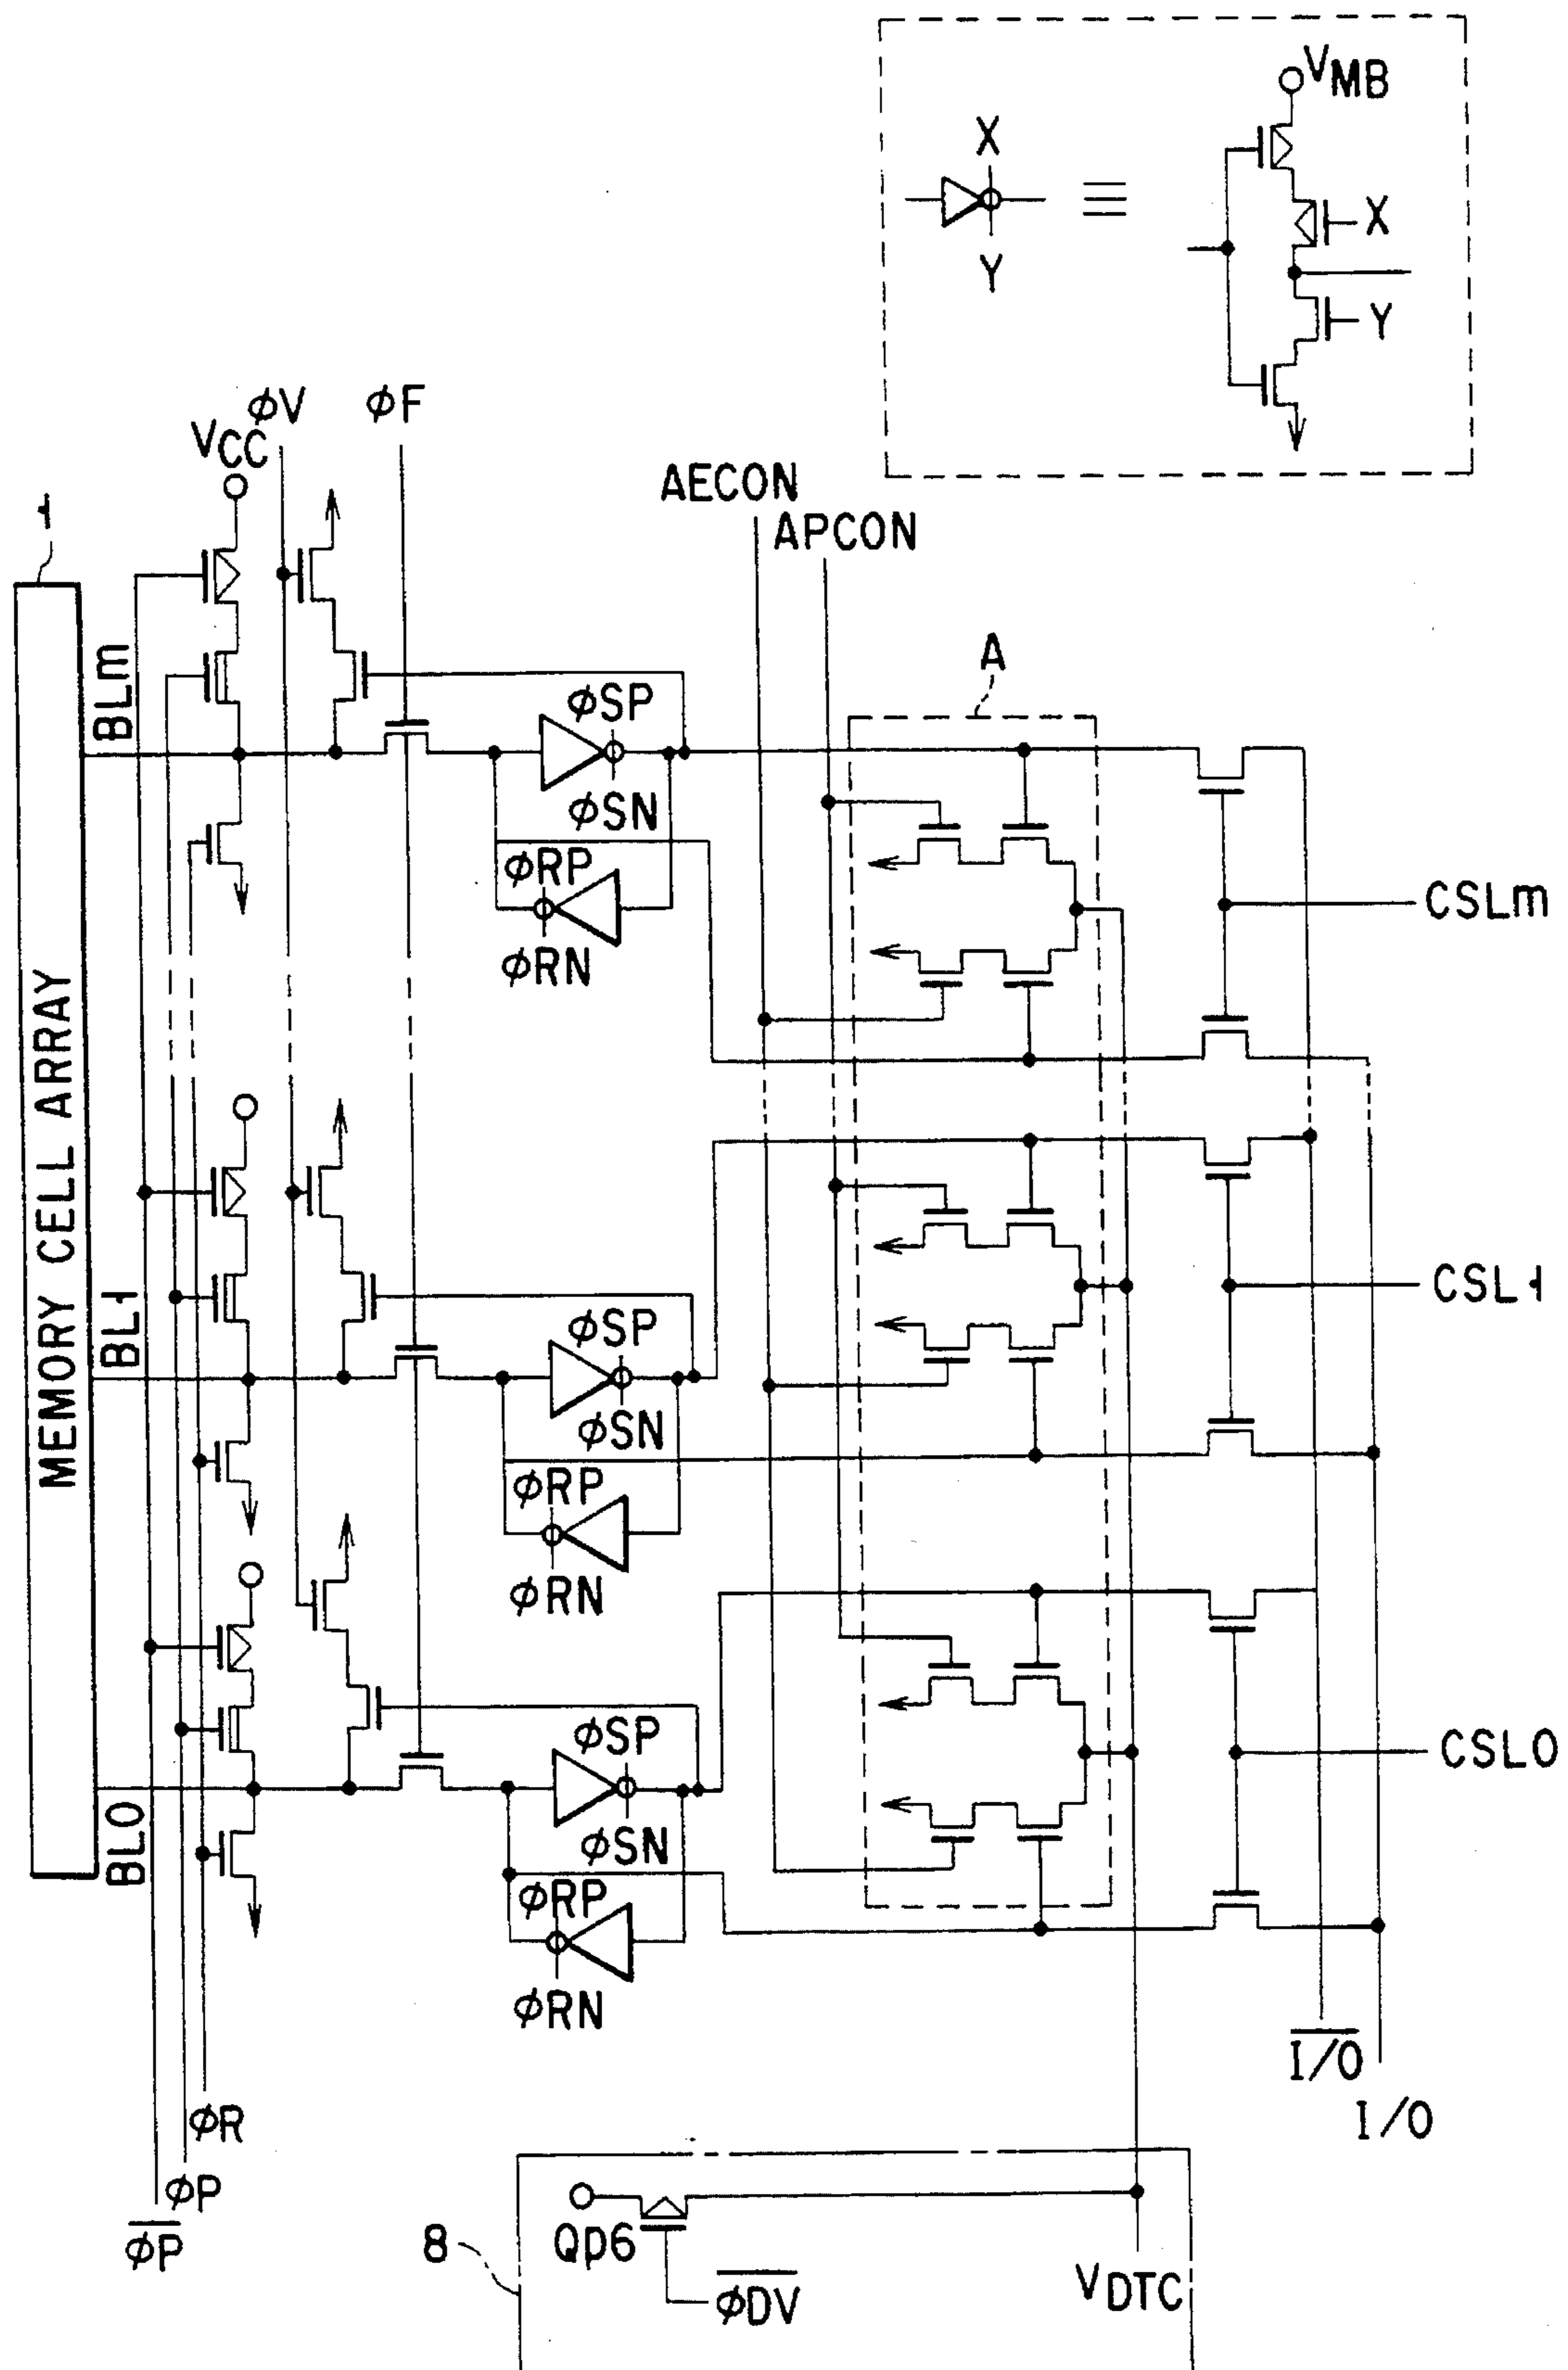 VMB
X
X
Y
Y
φV
φF
VCC
AECON
APCON
1
A
BLm
φSP
φSN
φRP
φRN
CSLm
MEMORY CELL ARRAY
BL1
φSP
φSN
φRP
φRN
CSL1
BL0
φSP
φSN
φRP
φRN
CSL0
I/O
I/O
φR
φP
φP
8
QD6
φDV
VDTC